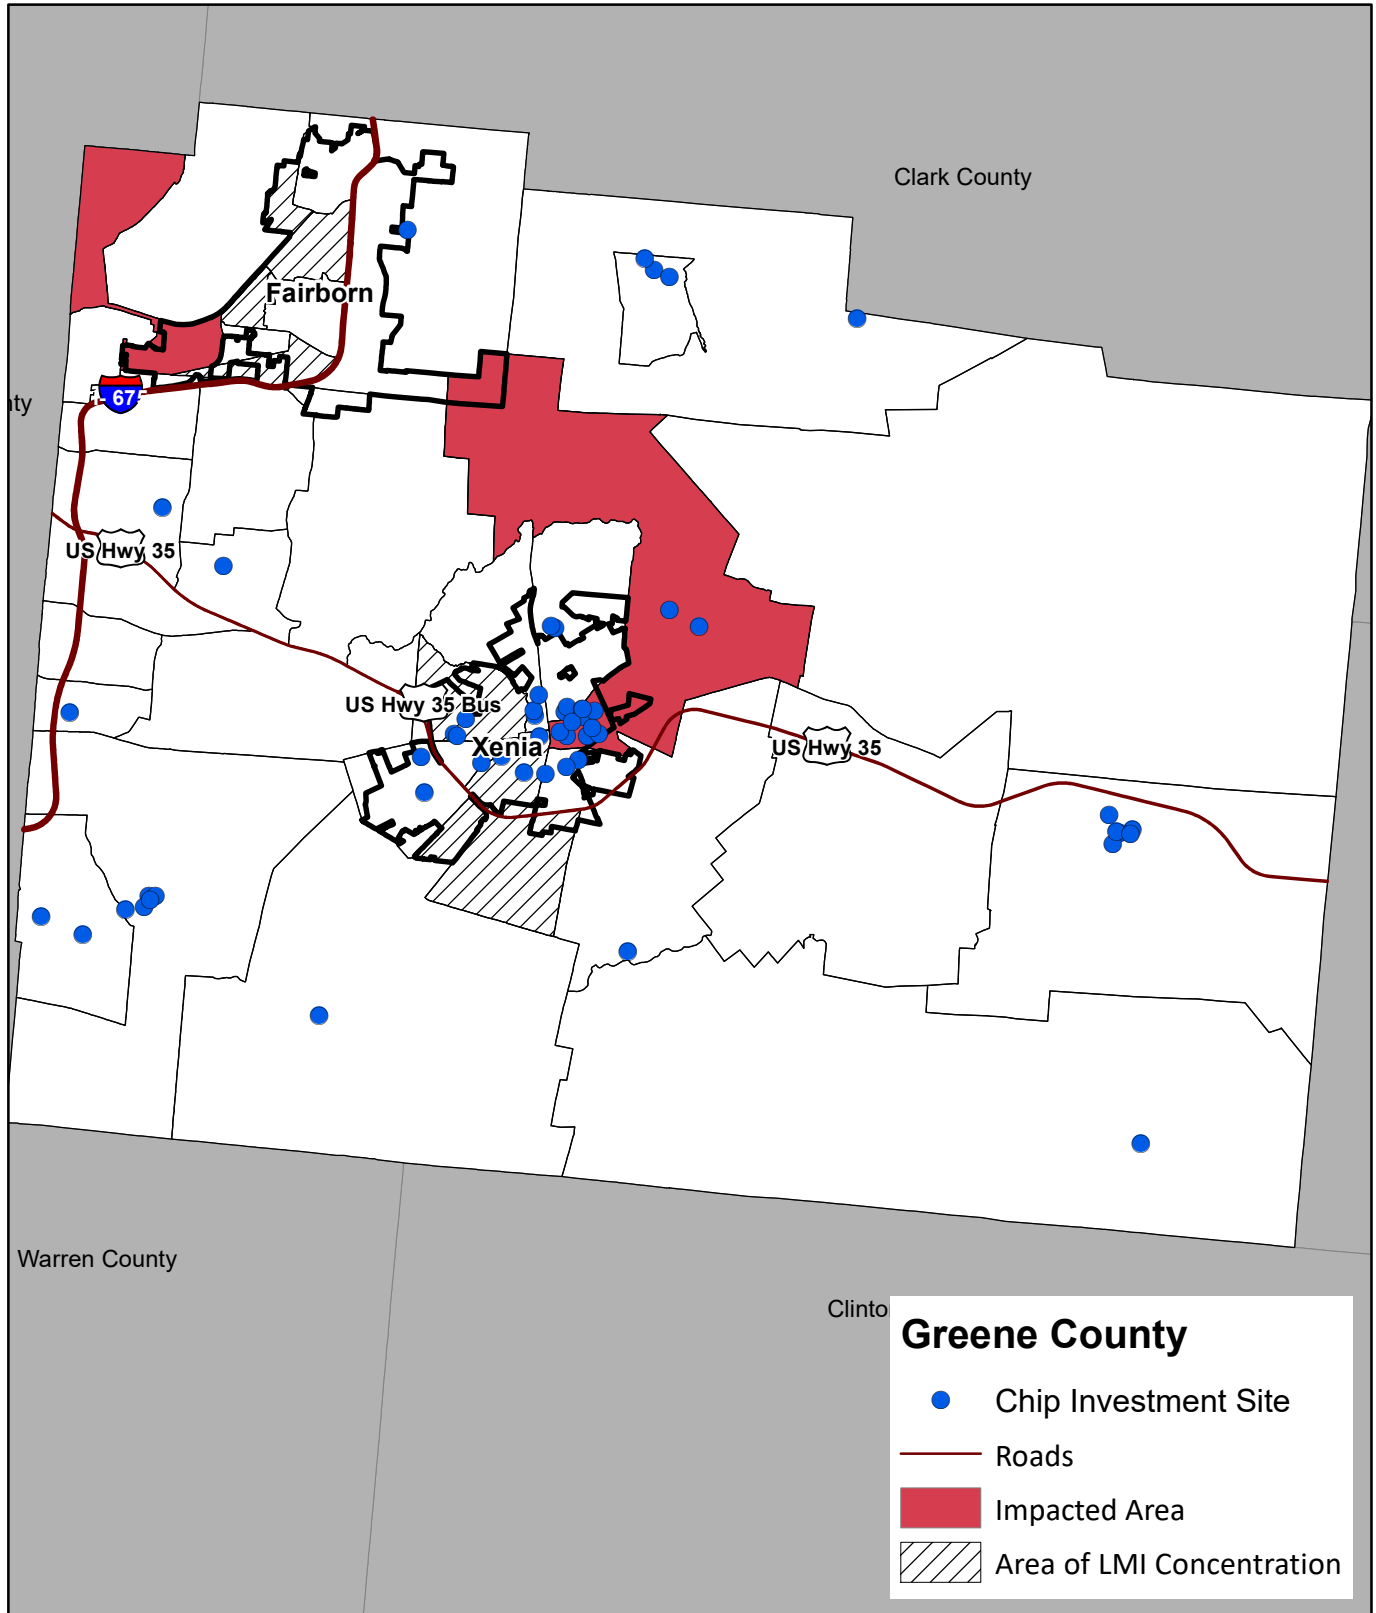 Clark County
Fairborn
I- 67
nty
US Hwy 35
US Hwy 35 Bus
Xenia
US Hwy 35
Warren County
Clinto
Greene County
Chip Investment Site
Roads
Impacted Area
Area of LMI Concentration